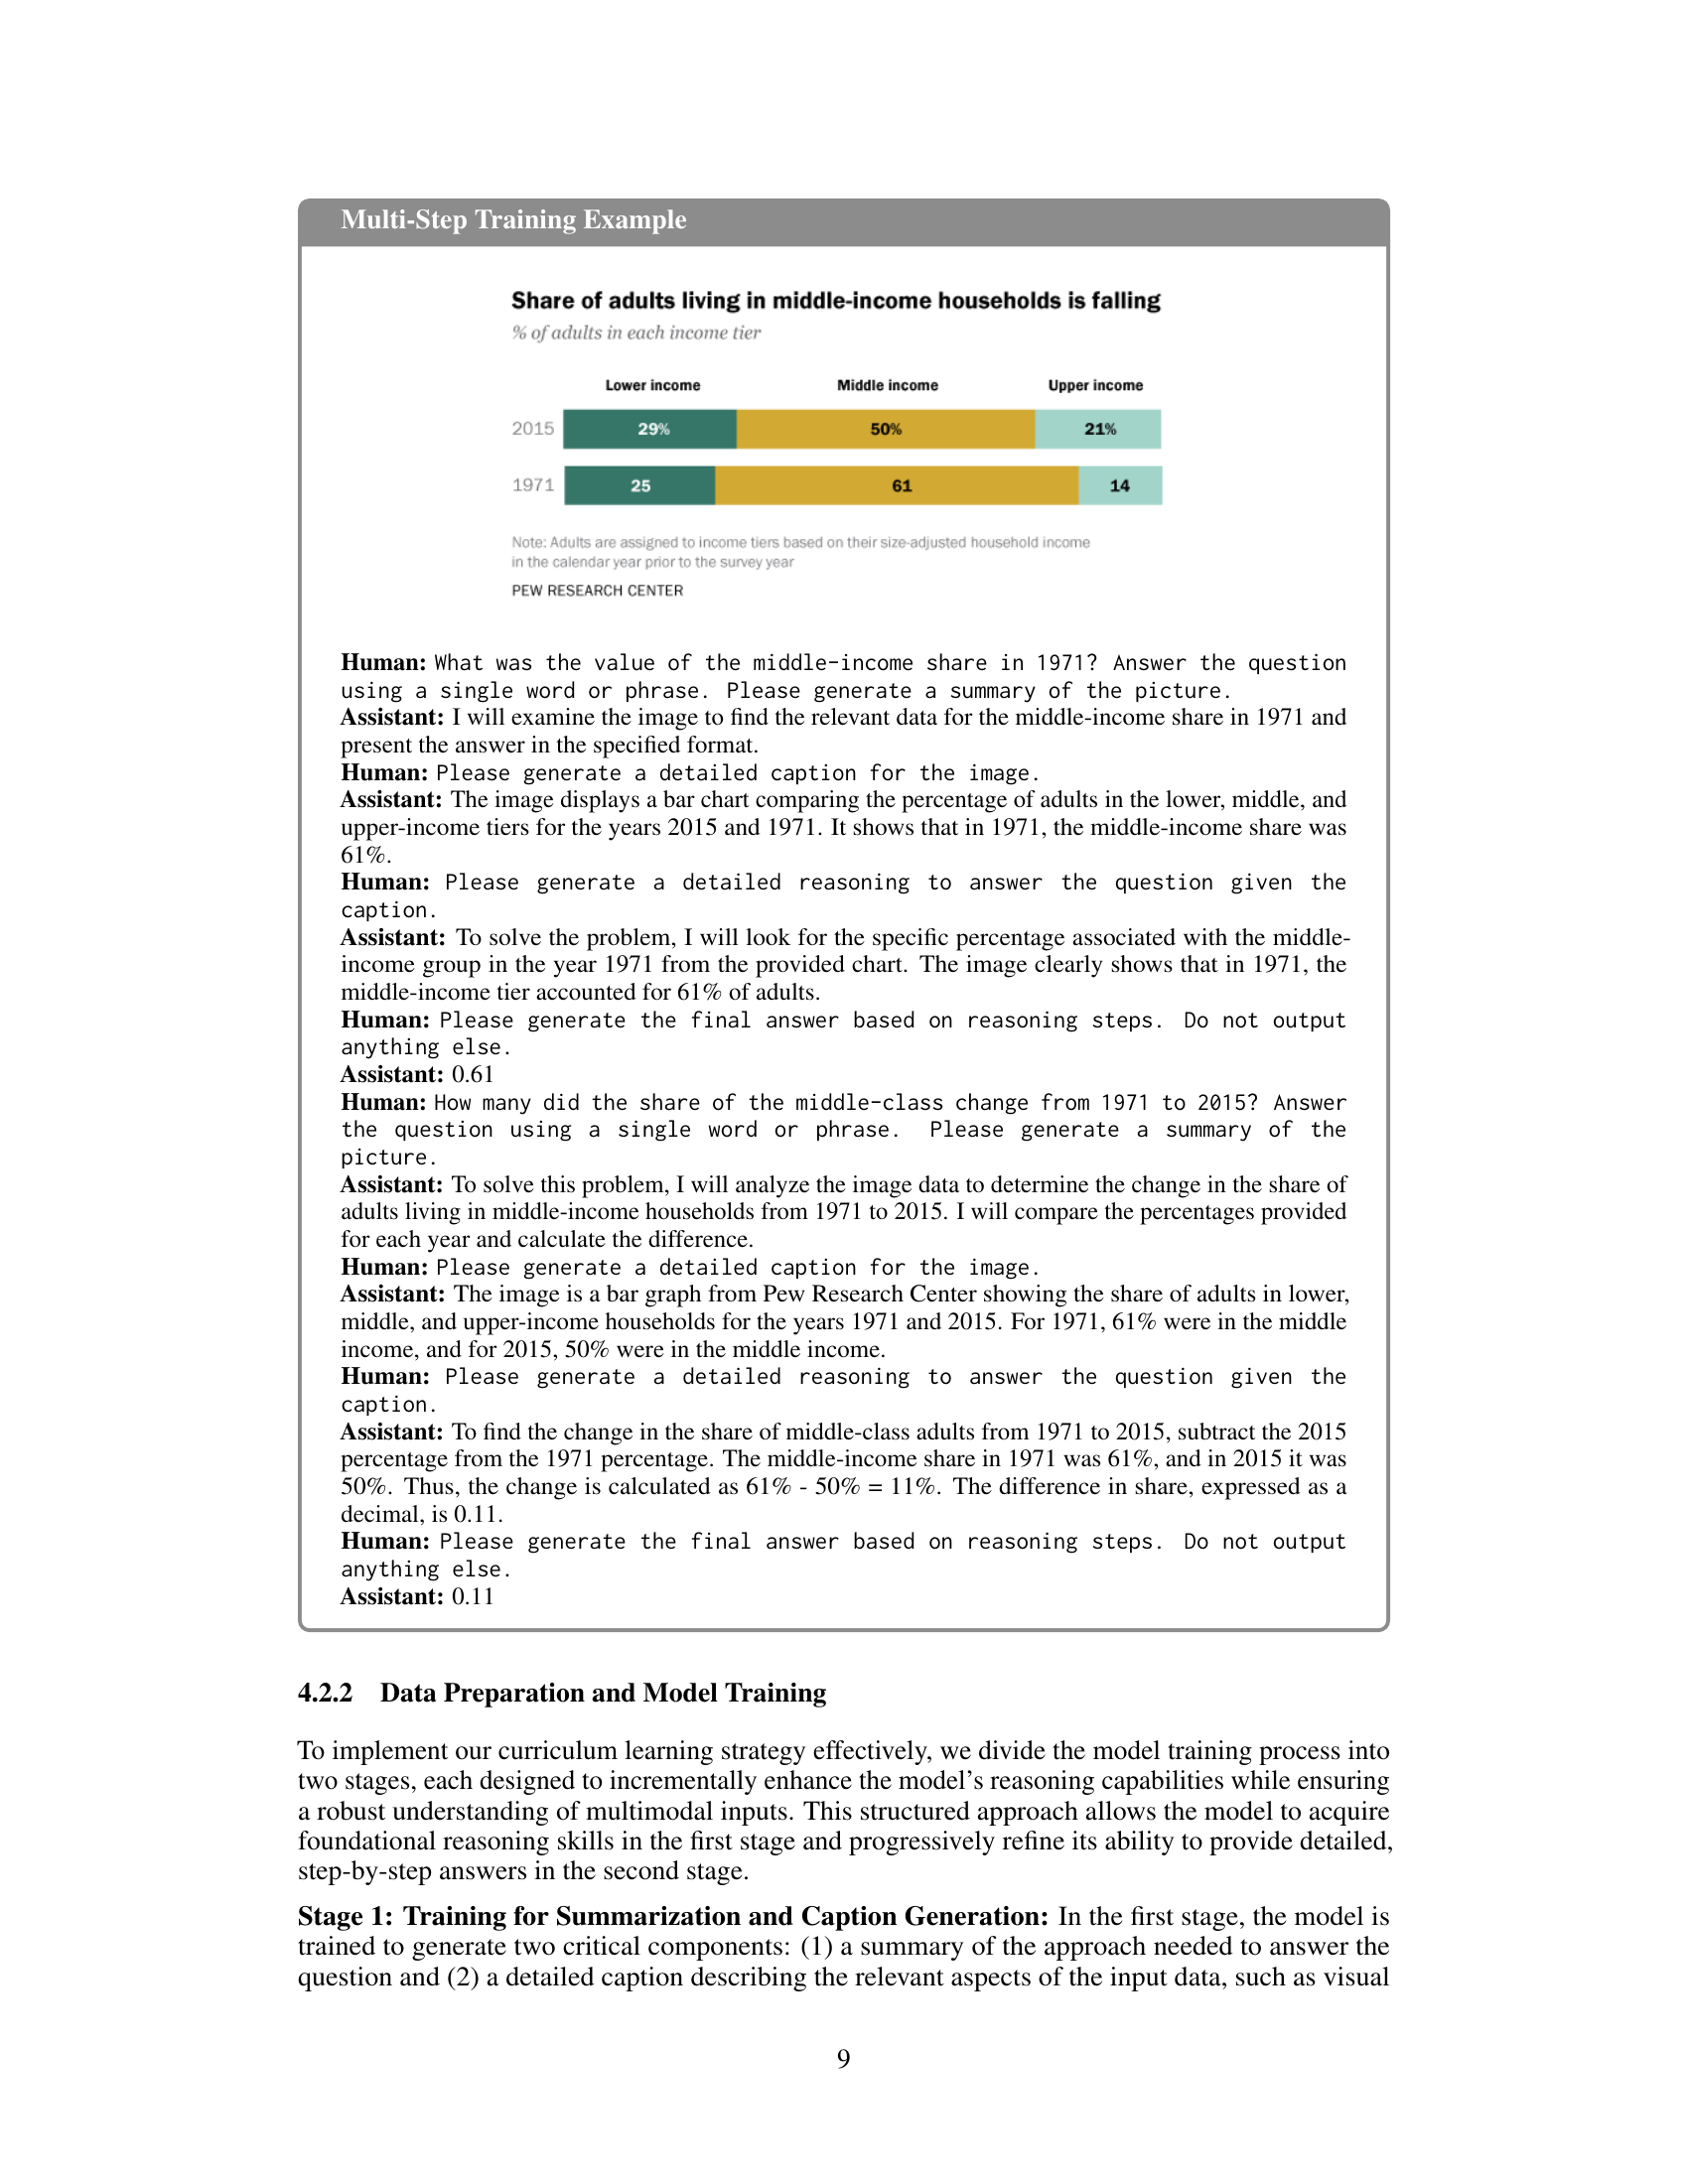 Multi-Step Training Example
Share of adults living in middle-income households is falling
% of adults in each income tier
Lower income Middle income Upper income
2015 29% 50% 21%
1971 25 61 14
Note: Adults are assigned to income tiers based on their size-adjusted household income
in the calendar year prior to the survey year
PEW RESEARCH CENTER
Human: What was the value of the middle-income share in 1971? Answer the question
using a single word or phrase. Please generate a summary of the picture.
Assistant: I will examine the image to find the relevant data for the middle-income share in 1971 and
present the answer in the specified format.
Human: Please generate a detailed caption for the image.
Assistant: The image displays a bar chart comparing the percentage of adults in the lower, middle, and
upper-income tiers for the years 2015 and 1971. It shows that in 1971, the middle-income share was
61%.
Human: Please generate a detailed reasoning to answer the question given the
caption.
Assistant: To solve the problem, I will look for the specific percentage associated with the middle-
income group in the year 1971 from the provided chart. The image clearly shows that in 1971, the
middle-income tier accounted for 61% of adults.
Human: Please generate the final answer based on reasoning steps. Do not output
anything else.
Assistant: 0.61
Human: How many did the share of the middle-class change from 1971 to 2015? Answer
the question using a single word or phrase. Please generate a summary of the
picture.
Assistant: To solve this problem, I will analyze the image data to determine the change in the share of
adults living in middle-income households from 1971 to 2015. I will compare the percentages provided
for each year and calculate the difference.
Human: Please generate a detailed caption for the image.
Assistant: The image is a bar graph from Pew Research Center showing the share of adults in lower,
middle, and upper-income households for the years 1971 and 2015. For 1971, 61% were in the middle
income, and for 2015, 50% were in the middle income.
Human: Please generate a detailed reasoning to answer the question given the
caption.
Assistant: To find the change in the share of middle-class adults from 1971 to 2015, subtract the 2015
percentage from the 1971 percentage. The middle-income share in 1971 was 61%, and in 2015 it was
50%. Thus, the change is calculated as 61% - 50% = 11%. The difference in share, expressed as a
decimal, is 0.11.
Human: Please generate the final answer based on reasoning steps. Do not output
anything else.
Assistant: 0.11
4.2.2 Data Preparation and Model Training
To implement our curriculum learning strategy effectively, we divide the model training process into
two stages, each designed to incrementally enhance the model's reasoning capabilities while ensuring
a robust understanding of multimodal inputs. This structured approach allows the model to acquire
foundational reasoning skills in the first stage and progressively refine its ability to provide detailed,
step-by-step answers in the second stage.
Stage 1: Training for Summarization and Caption Generation: In the first stage, the model is
trained to generate two critical components: (1) a summary of the approach needed to answer the
question and (2) a detailed caption describing the relevant aspects of the input data, such as visual
9